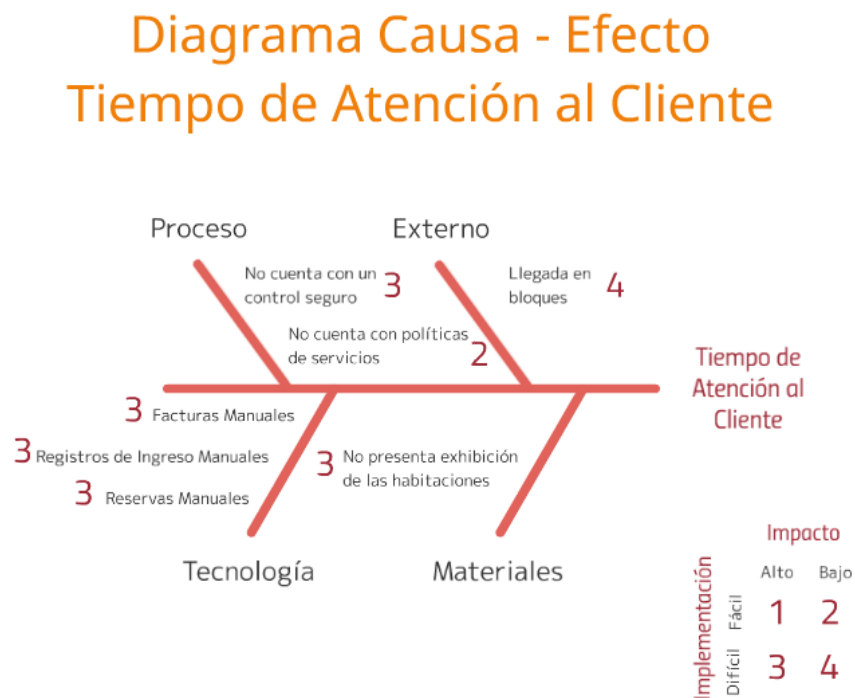 Diagrama Causa - Efecto
Tiempo de Atención al Cliente
Proceso
Externo
No cuenta con un
control seguro
3
Llegada en
bloques
4
No cuenta con políticas
de servicios
2
Tiempo de
Atención al
Cliente
3 Facturas Manuales
3 Registros de Ingreso Manuales
3 Reservas Manuales
3 No presenta exhibición
de las habitaciones
Tecnología
Materiales
Impacto
Alto Bajo
Implementación
Fácil 1 2
Difícil 3 4